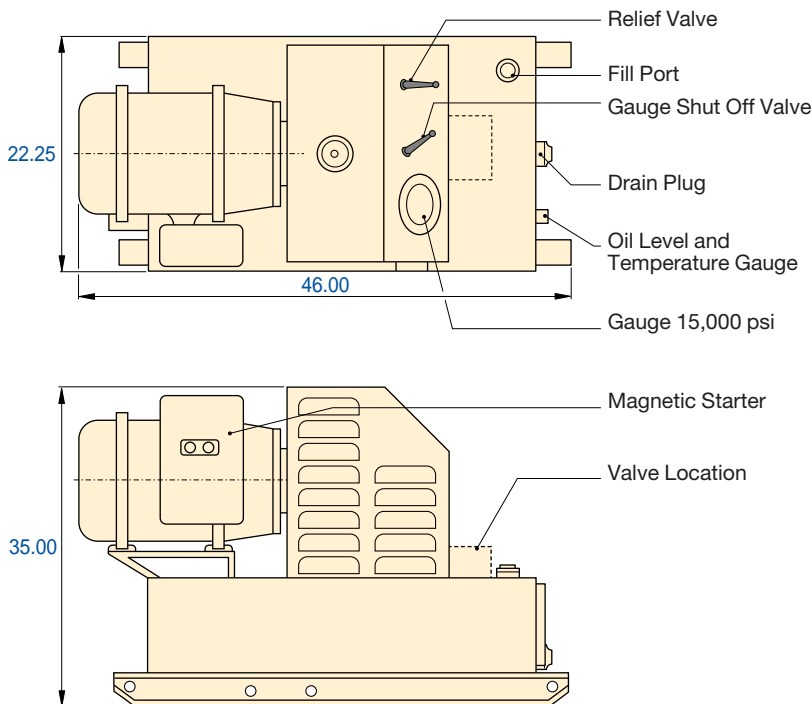 Relief Valve
Fill Port
Gauge Shut Off Valve
22.25
Drain Plug
Oil Level and
Temperature Gauge
46.00
Gauge 15,000 psi
Magnetic Starter
Valve Location
35.00